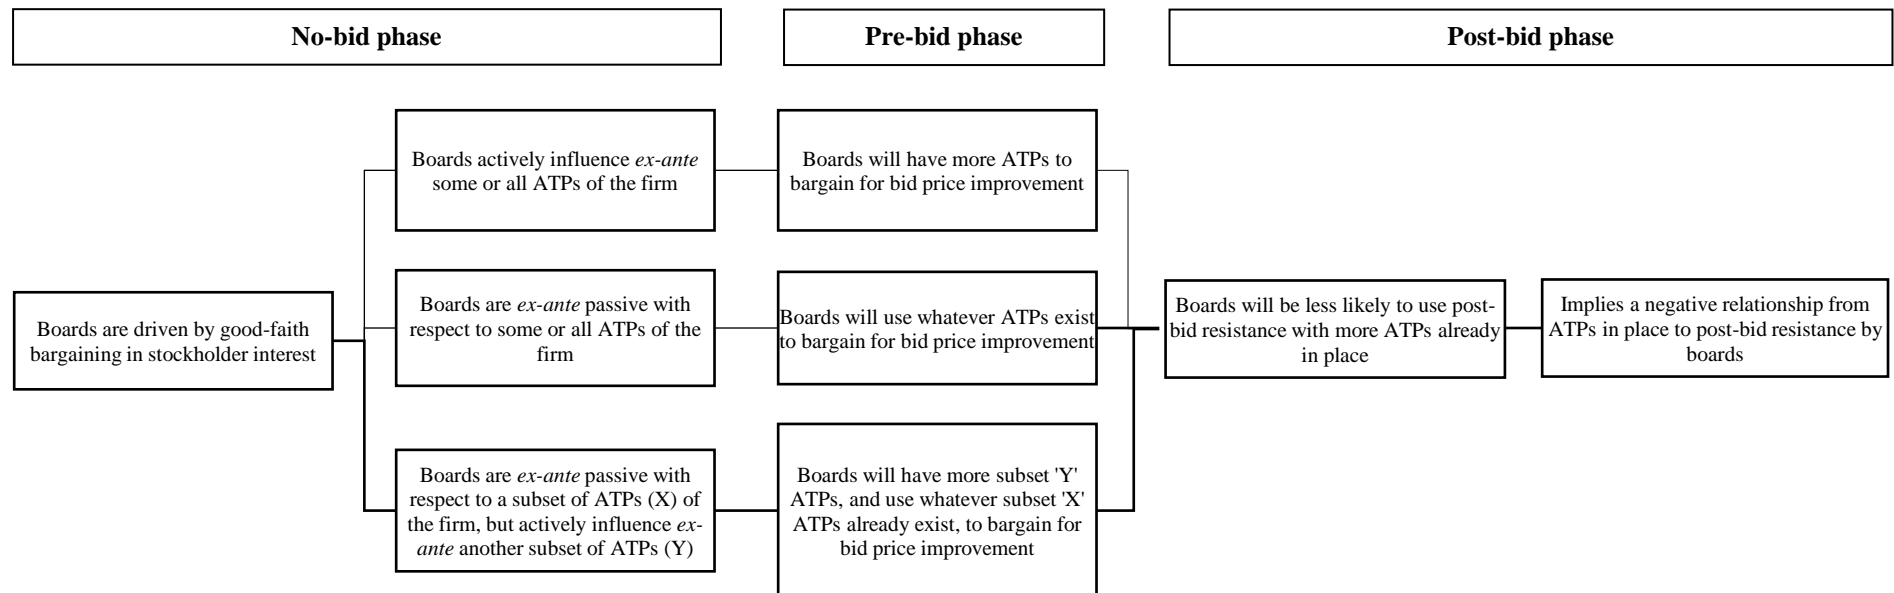 No-bid phase
Pre-bid phase
Post-bid phase
Boards actively influence ex-ante
some or all ATPs of the firm
Boards will have more ATPs to
bargain for bid price improvement
Boards are driven by good-faith
bargaining in stockholder interest
Boards are ex-ante passive with
respect to some or all ATPs of the
firm
Boards will use whatever ATPs exist
to bargain for bid price improvement
Boards will be less likely to use post-
bid resistance with more ATPs already
in place
Implies a negative relationship from
ATPs in place to post-bid resistance by
boards
Boards are ex-ante passive with
respect to a subset of ATPs (X) of
the firm, but actively influence ex-
ante another subset of ATPs (Y)
Boards will have more subset 'Y'
ATPs, and use whatever subset 'X'
ATPs already exist, to bargain for
bid price improvement